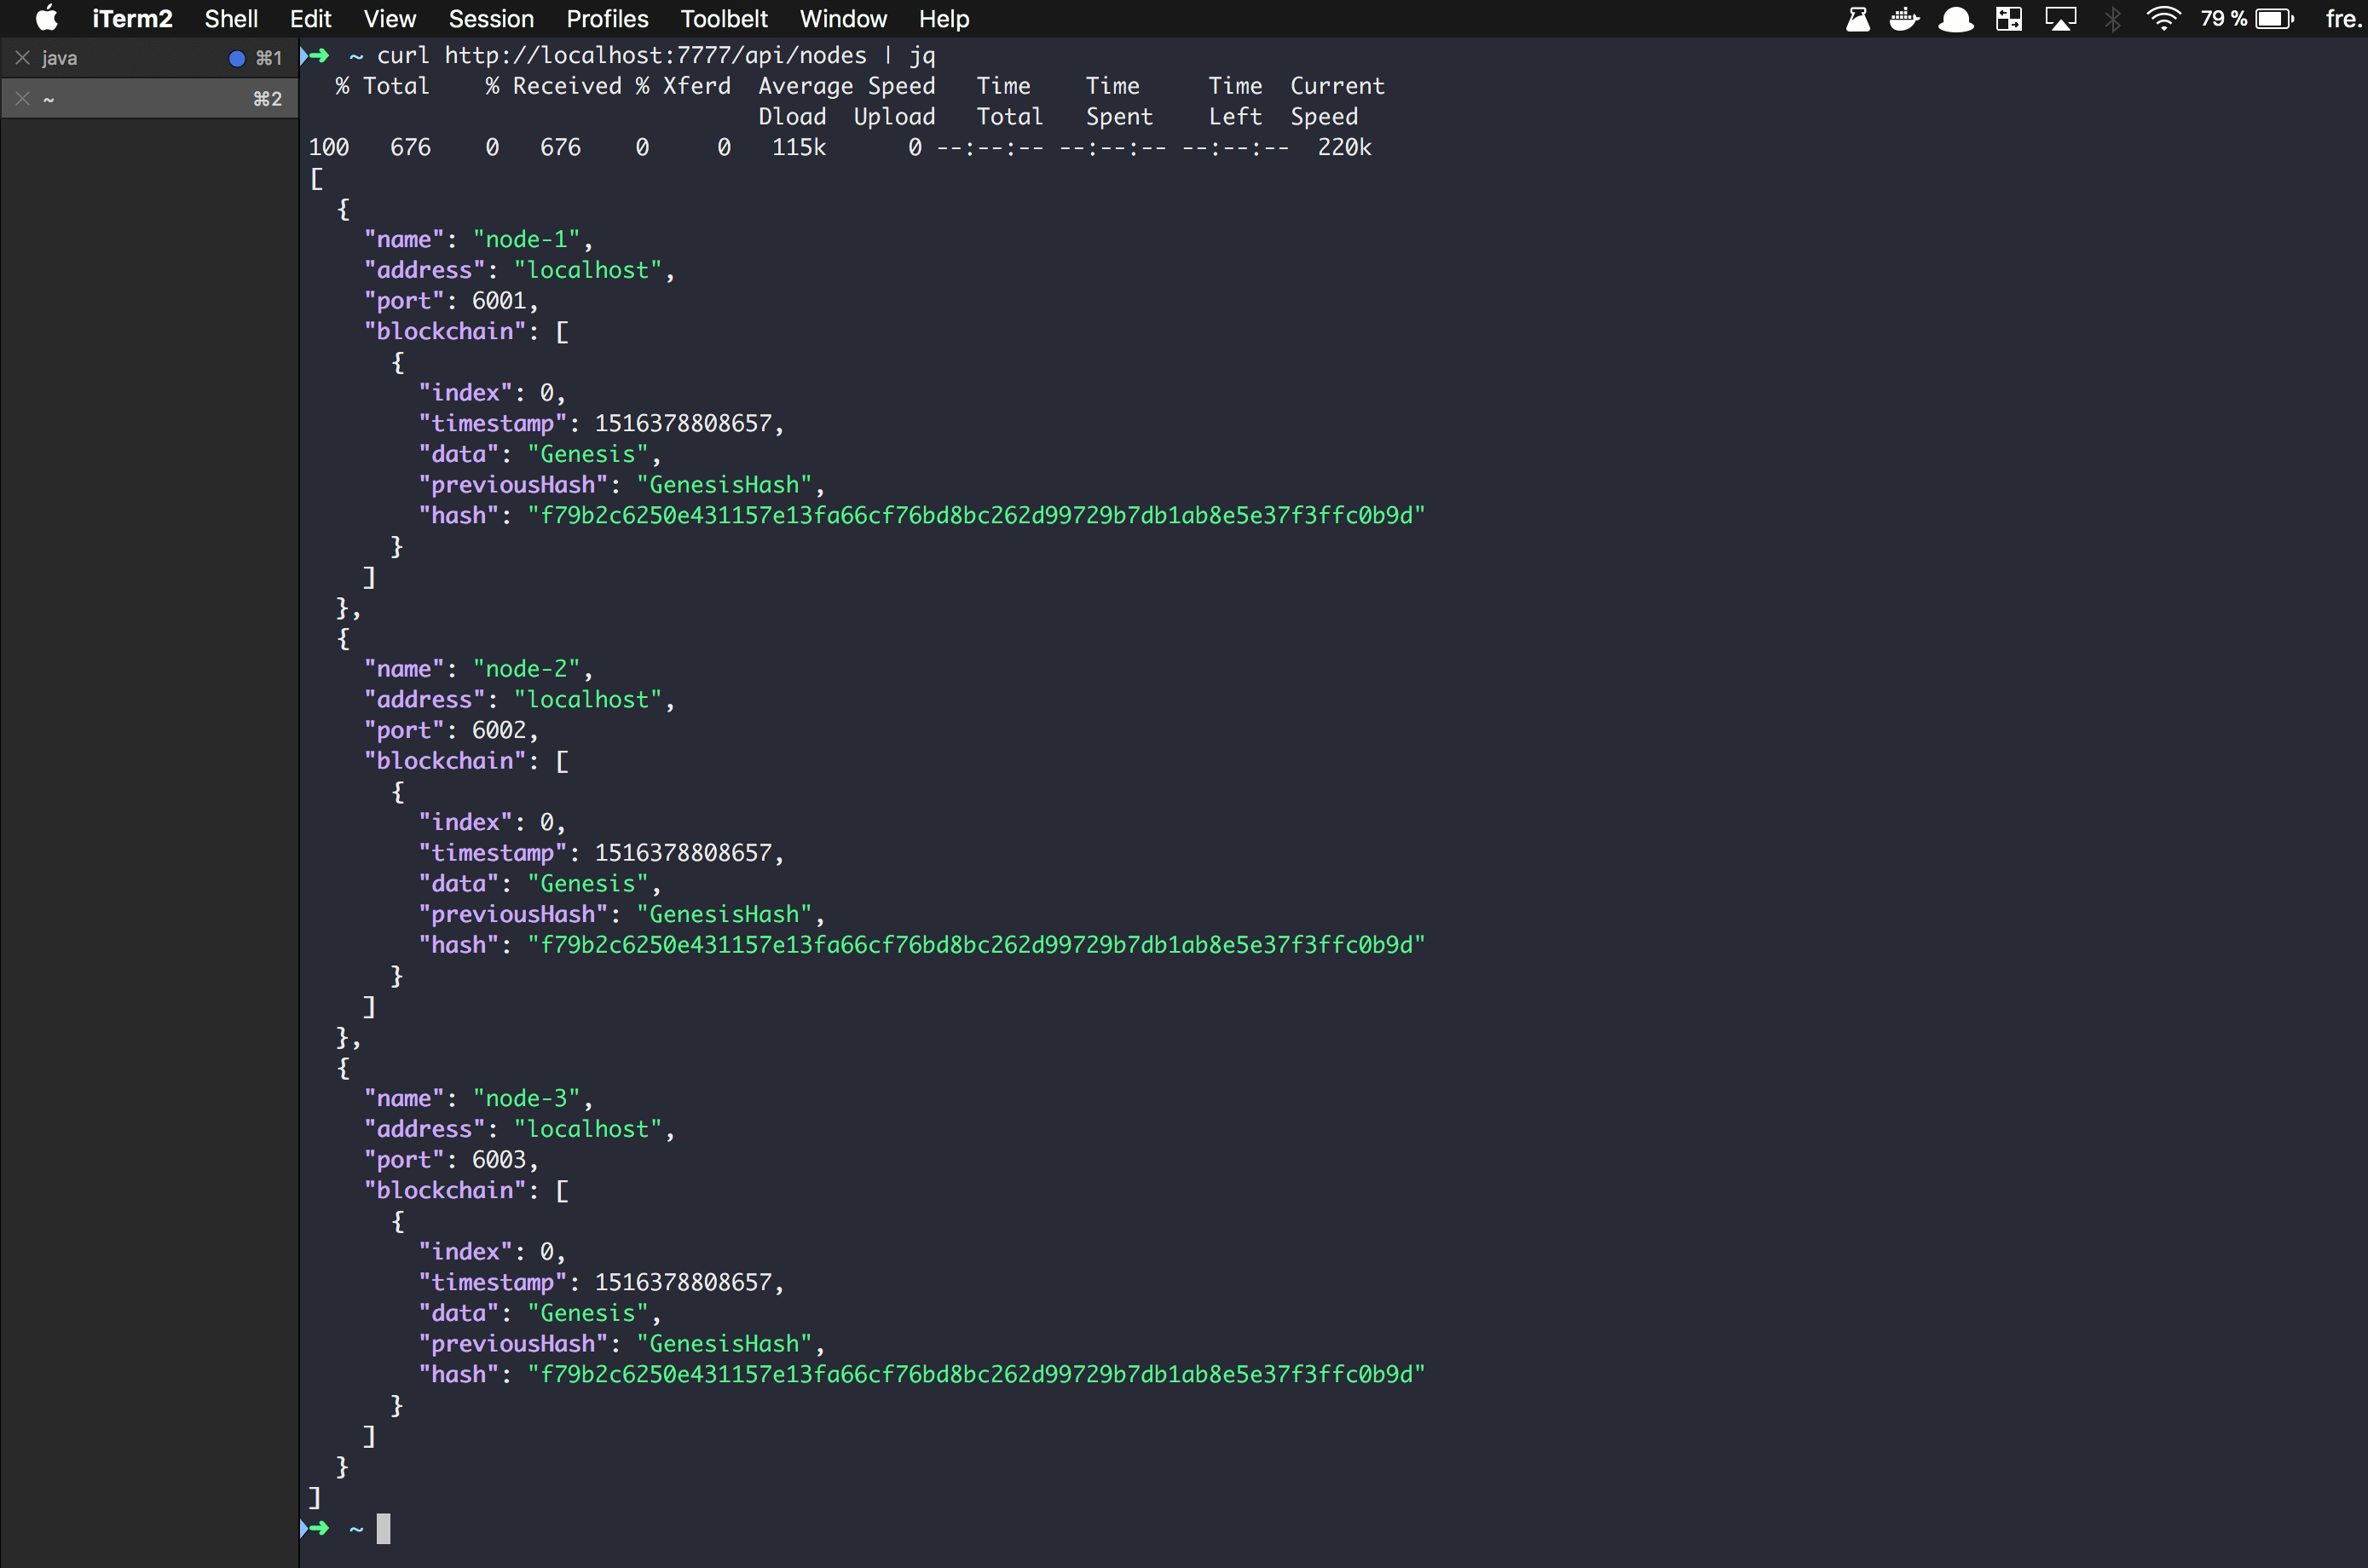 iTerm2 Shell Edit View Session Profiles Toolbelt Window Help 79 % fre.
java ⌘1
~ ⌘2
➜ ~ curl http://localhost:7777/api/nodes | jq
  % Total    % Received % Xferd  Average Speed   Time    Time     Time  Current
                                 Dload  Upload   Total   Spent    Left  Speed
100   676    0   676    0     0   115k      0 --:--:-- --:--:-- --:--:--  220k
[
  {
    "name": "node-1",
    "address": "localhost",
    "port": 6001,
    "blockchain": [
      {
        "index": 0,
        "timestamp": 1516378808657,
        "data": "Genesis",
        "previousHash": "GenesisHash",
        "hash": "f79b2c6250e431157e13fa66cf76bd8bc262d99729b7db1ab8e5e37f3ffc0b9d"
      }
    ]
  },
  {
    "name": "node-2",
    "address": "localhost",
    "port": 6002,
    "blockchain": [
      {
        "index": 0,
        "timestamp": 1516378808657,
        "data": "Genesis",
        "previousHash": "GenesisHash",
        "hash": "f79b2c6250e431157e13fa66cf76bd8bc262d99729b7db1ab8e5e37f3ffc0b9d"
      }
    ]
  },
  {
    "name": "node-3",
    "address": "localhost",
    "port": 6003,
    "blockchain": [
      {
        "index": 0,
        "timestamp": 1516378808657,
        "data": "Genesis",
        "previousHash": "GenesisHash",
        "hash": "f79b2c6250e431157e13fa66cf76bd8bc262d99729b7db1ab8e5e37f3ffc0b9d"
      }
    ]
  }
]
➜ ~